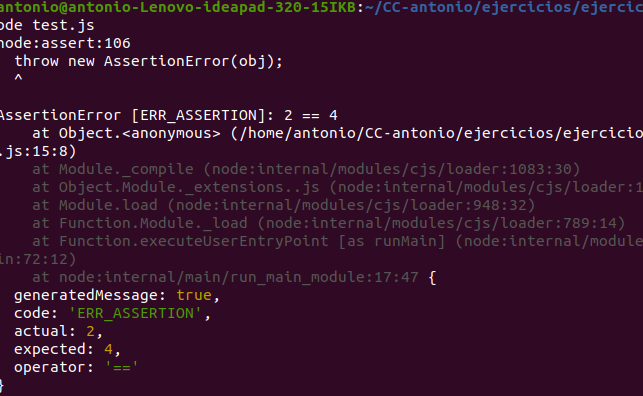 antonio@antonio-Lenovo-ideapad-320-15IKB:~/CC-antonio/ejercicios/ejercic
ode test.js
node:assert:106
  throw new AssertionError(obj);
  ^

AssertionError [ERR_ASSERTION]: 2 == 4
    at Object.<anonymous> (/home/antonio/CC-antonio/ejercicios/ejercicio
.js:15:8)
    at Module._compile (node:internal/modules/cjs/loader:1083:30)
    at Object.Module._extensions..js (node:internal/modules/cjs/loader:1
    at Module.load (node:internal/modules/cjs/loader:948:32)
    at Function.Module._load (node:internal/modules/cjs/loader:789:14)
    at Function.executeUserEntryPoint [as runMain] (node:internal/module
in:72:12)
    at node:internal/main/run_main_module:17:47 {
  generatedMessage: true,
  code: 'ERR_ASSERTION',
  actual: 2,
  expected: 4,
  operator: '=='
}